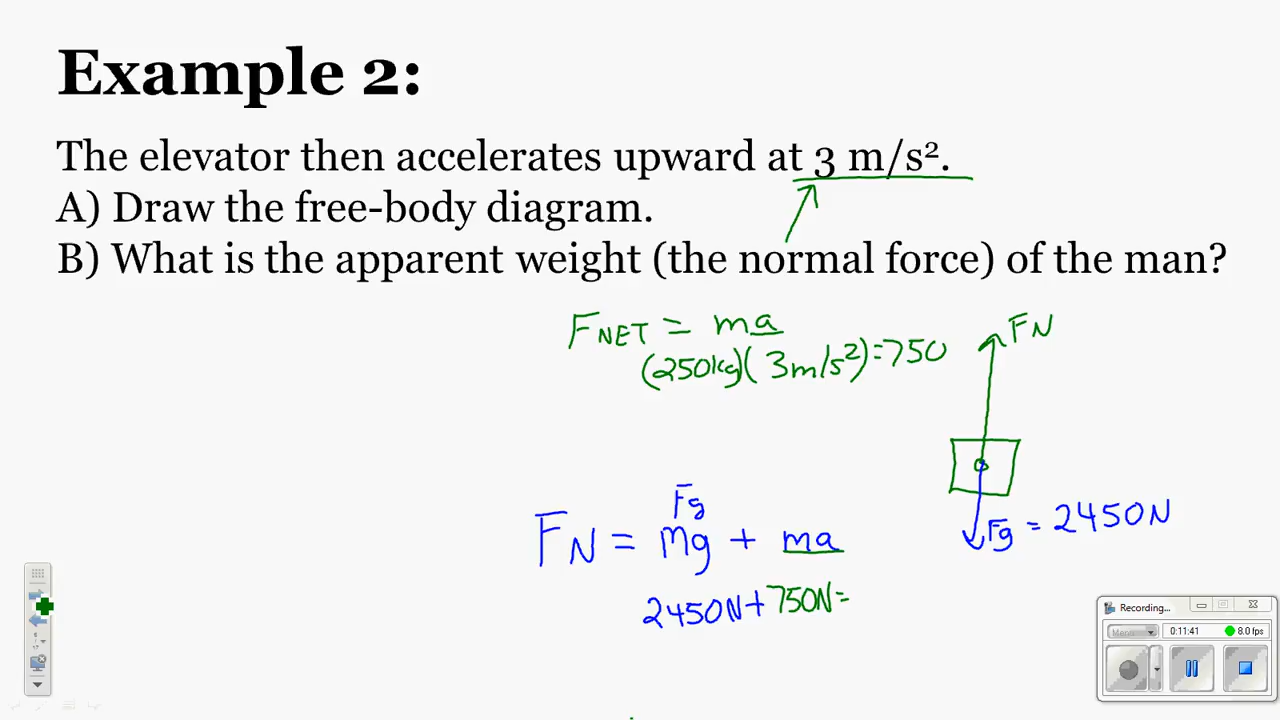 Example 2:
The elevator then accelerates upward at 3 m/s².
A) Draw the free-body diagram.
B) What is the apparent weight (the normal force) of the man?
FNET = ma
(250kg)(3m/s²)=750
FN
Fg
FN = mg + ma
Fg = 2450N
2450N+750N=
Recording...
Menu
0:11:41
8.0 fps